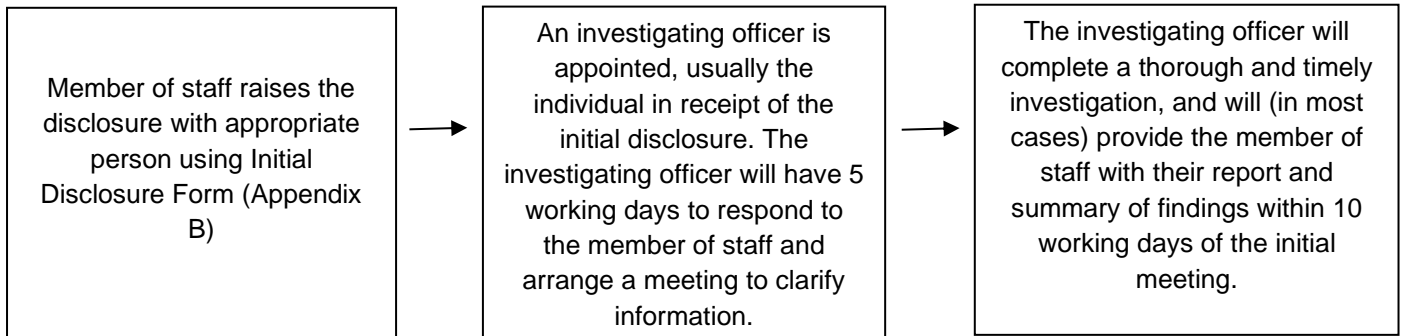 Member of staff raises the
disclosure with appropriate
person using Initial
Disclosure Form (Appendix
B)
An investigating officer is
appointed, usually the
individual in receipt of the
initial disclosure. The
investigating officer will have 5
working days to respond to
the member of staff and
arrange a meeting to clarify
information.
The investigating officer will
complete a thorough and timely
investigation, and will (in most
cases) provide the member of
staff with their report and
summary of findings within 10
working days of the initial
meeting.